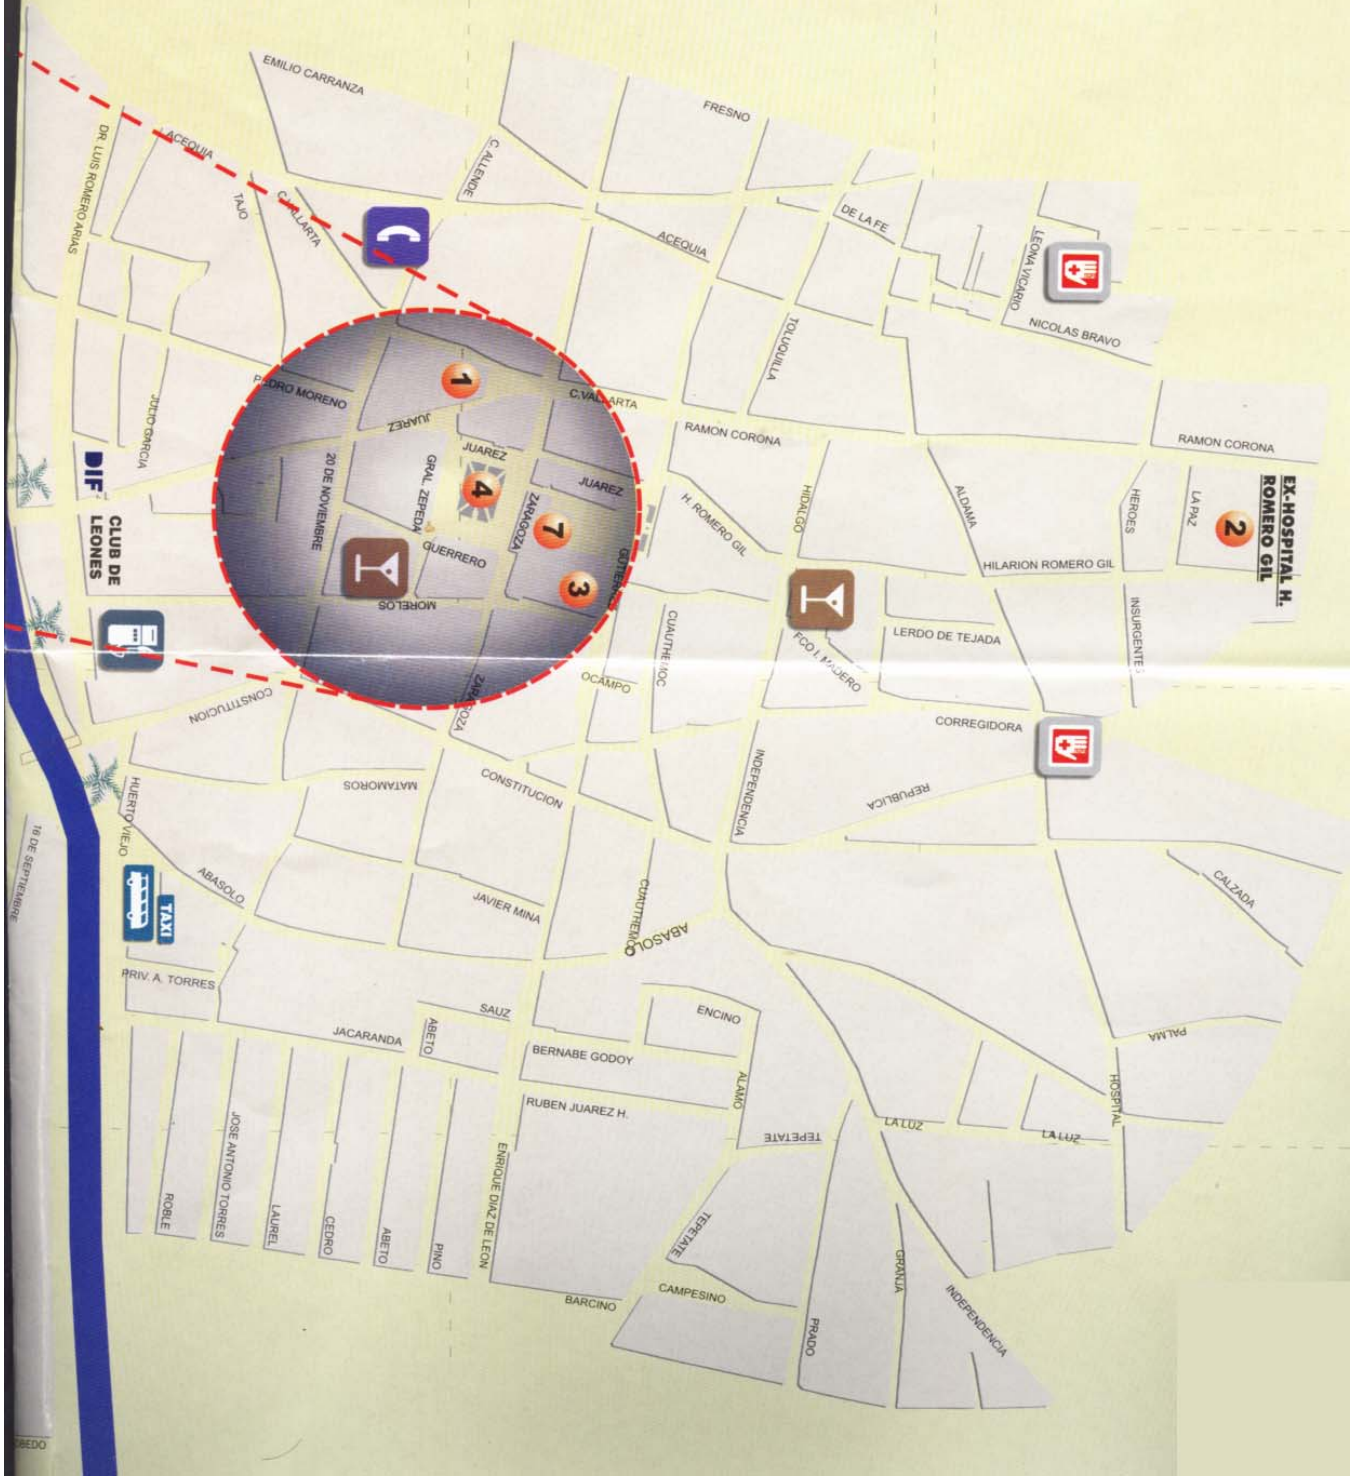 EMILIO CARRANZA
FRESNO
DR. LUIS ROMERO ARIAS
ACEQUIA
C. ALLENDE
TAJO
C. VALLARTA
ACEQUIA
DE LA FE
LEONA VICARIO
NICOLAS BRAVO
TOLUQUILLA
PEDRO MORENO
1
C. VALLARTA
JULIO GARCIA
JUAREZ
JUAREZ
JUAREZ
RAMON CORONA
RAMON CORONA
DIF
CLUB DE
LEONES
20 DE NOVIEMBRE
GRAL. ZEPEDA
4
ZARAGOZA
7
3
GUERRERO
MORELOS
H. ROMERO GIL
HIDALGO
ALDAMA
HEROES
LA PAZ
2
EX-HOSPITAL H.
ROMERO GIL
HILARION ROMERO GIL
INSURGENTES
CUAUTHEMOC
LERDO DE TEJADA
FCO I. MADERO
OCAMPO
CONSTITUCION
ZARAGOZA
CORREGIDORA
INDEPENDENCIA
REPUBLICA
MATAMOROS
CONSTITUCION
HUERTO VIEJO
16 DE SEPTIEMBRE
ABASOLO
TAXI
JAVIER MINA
CUAUTHEMOC
ABASOLO
CALZADA
PRIV. A. TORRES
SAUZ
JACARANDA
ABETO
BERNABE GODOY
ENCINO
ALAMO
PALMA
HOSPITAL
RUBEN JUAREZ H.
TEPETATE
LA LUZ
LA LUZ
ROBLE
JOSE ANTONIO TORRES
LAUREL
CEDRO
ABETO
PINO
ENRIQUE DIAZ DE LEON
TEPETATE
BARCINO
CAMPESINO
PRADO
GRANJA
INDEPENDENCIA